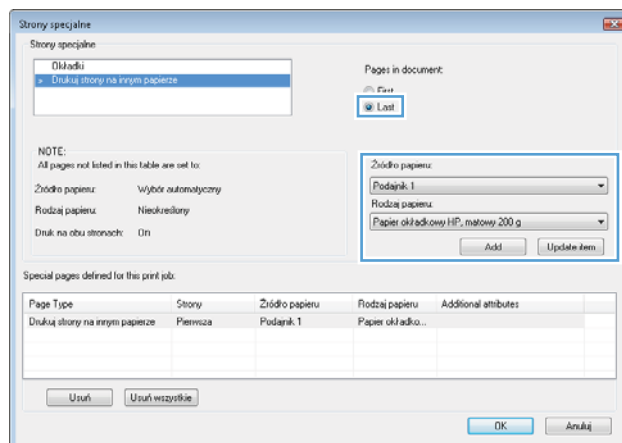 Strony specjalne
Strony specjalne
Okładki
» Drukuj strony na innym papierze
Pages in document:
First
Last
NOTE:
All pages not listed in this table are set to:
Źródło papieru: Wybór automatyczny
Rodzaj papieru: Nieokreślony
Druk na obu stronach: On
Źródło papieru:
Podajnik 1
Rodzaj papieru:
Papier okładkowy HP, matowy 200 g
Add Update item
Special pages defined for this print job:
Page Type Strony Źródło papieru Rodzaj papieru Additional attributes
Drukuj strony na innym papierze Pierwsza Podajnik 1 Papier okładko...
Usuń Usuń wszystkie
OK Anuluj